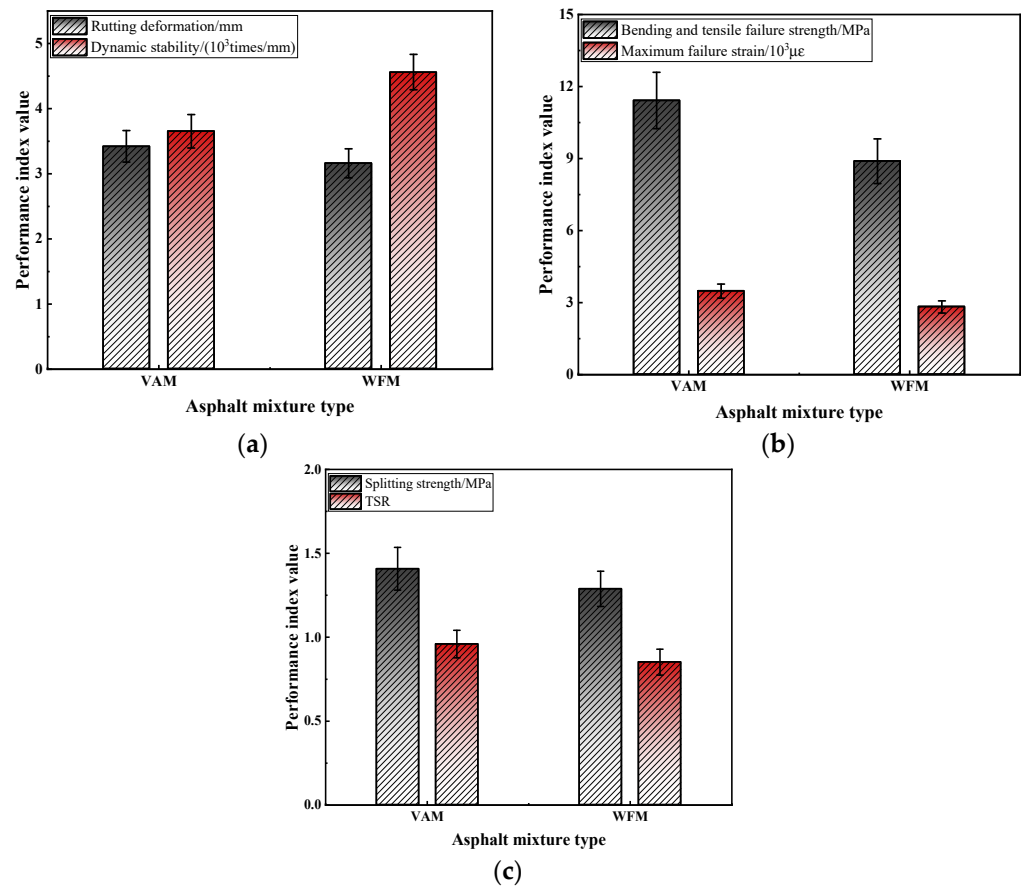 Rutting deformation/mm
Dynamic stability/(10³times/mm)
Performance index value
5
4
3
2
1
0
VAM
WFM
Asphalt mixture type
(a)
Bending and tensile failure strength/MPa
Maximum failure strain/10³με
Performance index value
15
12
9
6
3
0
VAM
WFM
Asphalt mixture type
(b)
Splitting strength/MPa
TSR
Performance index value
2.0
1.5
1.0
0.5
0.0
VAM
WFM
Asphalt mixture type
(c)